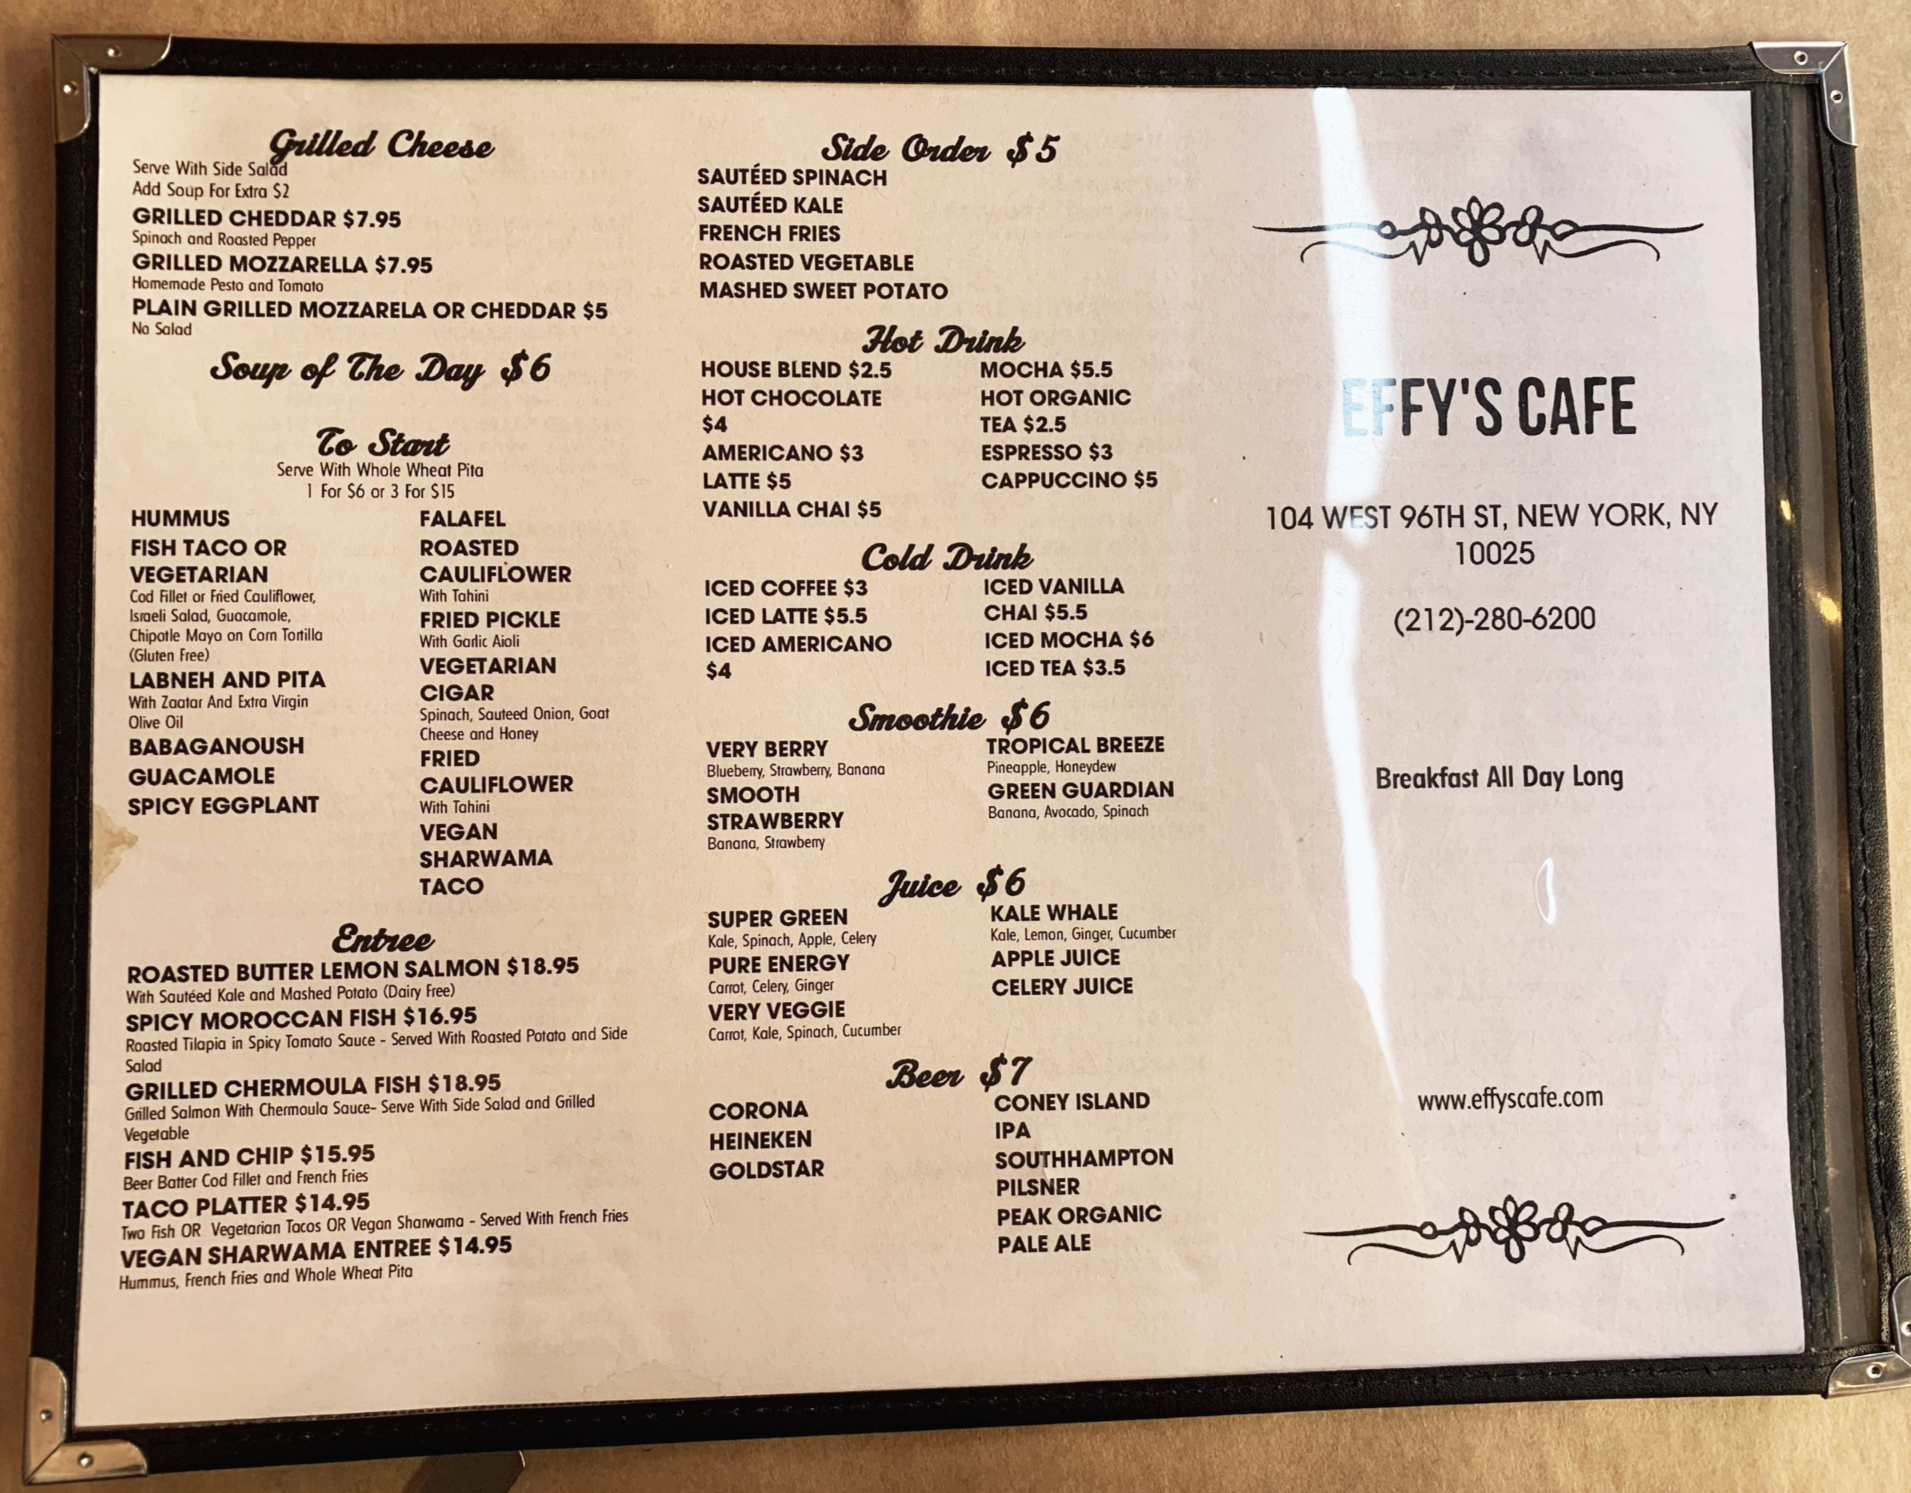 Grilled Cheese
Serve With Side Salad
Add Soup For Extra $2
GRILLED CHEDDAR $7.95
Spinach and Roasted Pepper
GRILLED MOZZARELLA $7.95
Homemade Pesto and Tomato
PLAIN GRILLED MOZZARELA OR CHEDDAR $5
No Salad
Soup of The Day $6
To Start
Serve With Whole Wheat Pita
1 For $6 or 3 For $15
HUMMUS
FISH TACO OR
VEGETARIAN
Cod Fillet or Fried Cauliflower,
Israeli Salad, Guacamole,
Chipotle Mayo on Corn Tortilla
(Gluten Free)
LABNEH AND PITA
With Zaatar And Extra Virgin
Olive Oil
BABAGANOUSH
GUACAMOLE
SPICY EGGPLANT
FALAFEL
ROASTED
CAULIFLOWER
With Tahini
FRIED PICKLE
With Garlic Aioli
VEGETARIAN
CIGAR
Spinach, Sauteed Onion, Goat
Cheese and Honey
FRIED
CAULIFLOWER
With Tahini
VEGAN
SHARWAMA
TACO
Entree
ROASTED BUTTER LEMON SALMON $18.95
With Sautéed Kale and Mashed Potato (Dairy Free)
SPICY MOROCCAN FISH $16.95
Roasted Tilapia in Spicy Tomato Sauce - Served With Roasted Potato and Side
Salad
GRILLED CHERMOULA FISH $18.95
Grilled Salmon With Chermoula Sauce- Serve With Side Salad and Grilled
Vegetable
FISH AND CHIP $15.95
Beer Batter Cod Fillet and French Fries
TACO PLATTER $14.95
Two Fish OR Vegetarian Tacos OR Vegan Sharwama - Served With French Fries
VEGAN SHARWAMA ENTREE $14.95
Hummus, French Fries and Whole Wheat Pita
Side Order $5
SAUTÉED SPINACH
SAUTÉED KALE
FRENCH FRIES
ROASTED VEGETABLE
MASHED SWEET POTATO
Hot Drink
HOUSE BLEND $2.5
HOT CHOCOLATE
$4
AMERICANO $3
LATTE $5
VANILLA CHAI $5
MOCHA $5.5
HOT ORGANIC
TEA $2.5
ESPRESSO $3
CAPPUCCINO $5
Cold Drink
ICED COFFEE $3
ICED LATTE $5.5
ICED AMERICANO
$4
ICED VANILLA
CHAI $5.5
ICED MOCHA $6
ICED TEA $3.5
Smoothie $6
VERY BERRY
Blueberry, Strawberry, Banana
SMOOTH
STRAWBERRY
Banana, Strawberry
TROPICAL BREEZE
Pineapple, Honeydew
GREEN GUARDIAN
Banana, Avocado, Spinach
Juice $6
SUPER GREEN
Kale, Spinach, Apple, Celery
PURE ENERGY
Carrot, Celery, Ginger
VERY VEGGIE
Carrot, Kale, Spinach, Cucumber
KALE WHALE
Kale, Lemon, Ginger, Cucumber
APPLE JUICE
CELERY JUICE
Beer $7
CORONA
HEINEKEN
GOLDSTAR
CONEY ISLAND
IPA
SOUTHHAMPTON
PILSNER
PEAK ORGANIC
PALE ALE
EFFY'S CAFE
104 WEST 96TH ST, NEW YORK, NY
10025
(212)-280-6200
Breakfast All Day Long
www.effyscafe.com